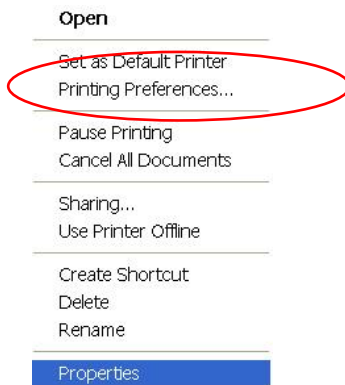 Open
Set as Default Printer
Printing Preferences...
Pause Printing
Cancel All Documents
Sharing...
Use Printer Offline
Create Shortcut
Delete
Rename
Properties